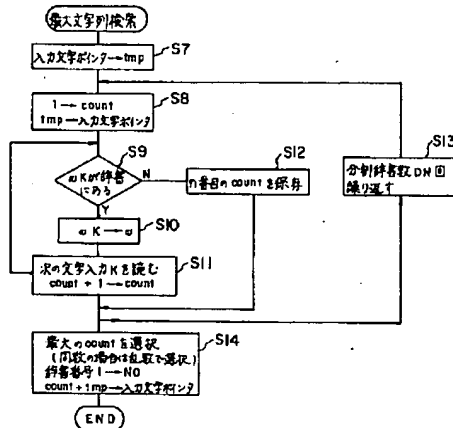 最大文字列検索
S7
入力文字ポインタ→tmp
S8
1→count
tmp→入力文字ポインタ
S9
ωKが辞書
にある
N
Y
S12
n番目のcountを保存
S13
分割辞書数DN回
繰り返す
S10
ωK→ω
S11
次の文字入力Kを読む
count+1→count
S14
最大のcountを選択
(同数の場合は乱数で選択)
辞書番号i→NO
count+tmp→入力文字ポインタ
END